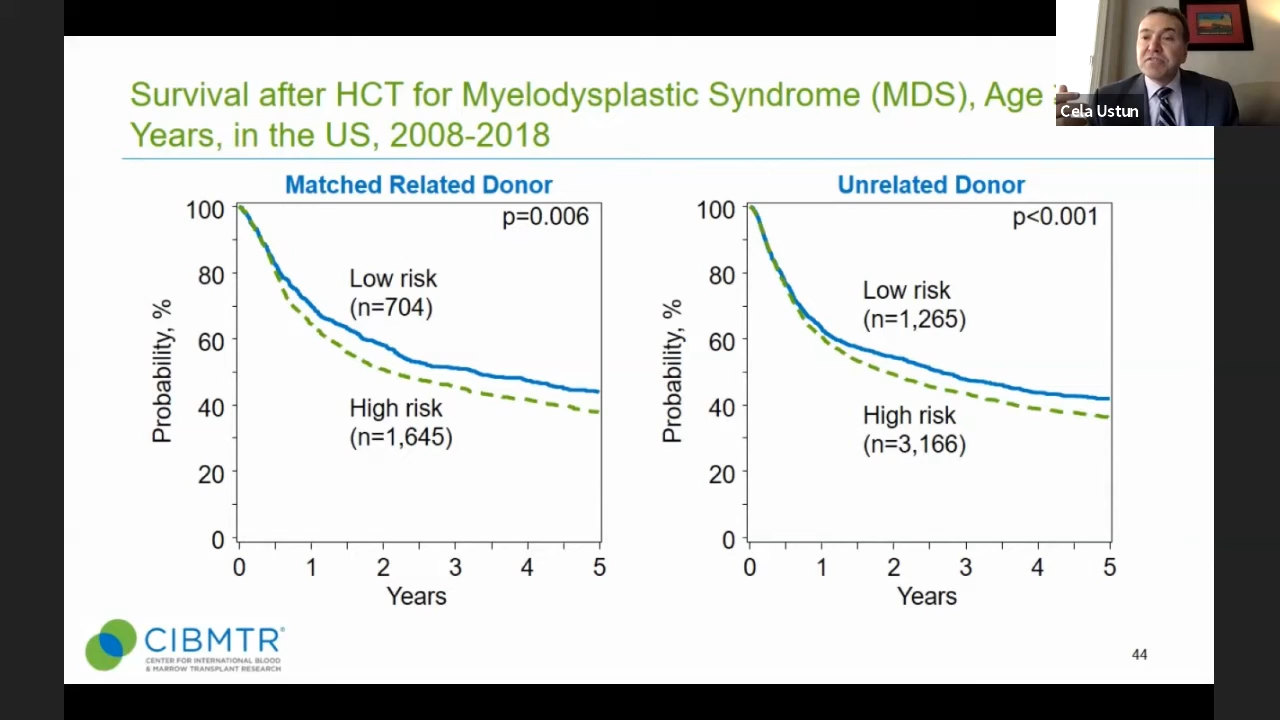 Survival after HCT for Myelodysplastic Syndrome (MDS), Age
Years, in the US, 2008-2018
Cela Ustun
Matched Related Donor
p=0.006
100
80
60
40
20
0
Probability, %
Low risk
(n=704)
High risk
(n=1,645)
0 1 2 3 4 5
Years
Unrelated Donor
p<0.001
100
80
60
40
20
0
Probability, %
Low risk
(n=1,265)
High risk
(n=3,166)
0 1 2 3 4 5
Years
CIBMTR®
CENTER FOR INTERNATIONAL BLOOD
& MARROW TRANSPLANT RESEARCH
44